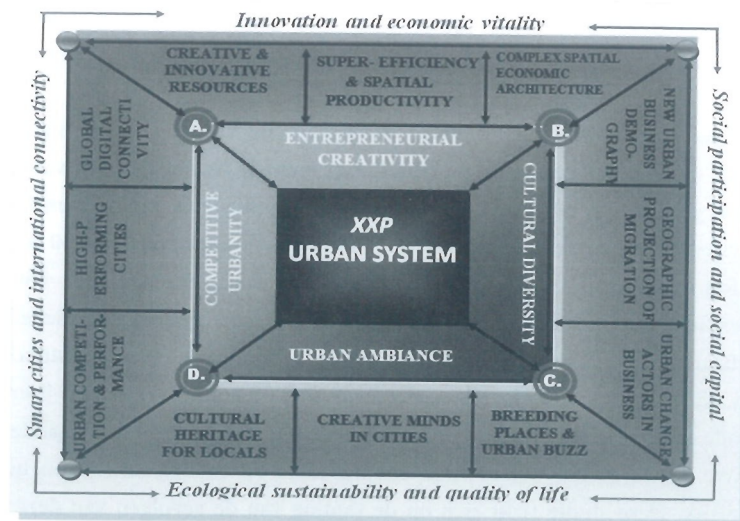 Innovation and economic vitality
CREATIVE &
INNOVATIVE
RESOURCES
SUPER- EFFICIENCY
& SPATIAL
PRODUCTIVITY
COMPLEX SPATIAL
ECONOMIC
ARCHITECTURE
A.
B.
ENTREPRENEURIAL
CREATIVITY
Smart cities and international connectivity
GLOBAL
DIGITAL
CONNECTI
VITY
HIGH-P
ERFORMING
CITIES
URBAN COMPETI-
TION & PERFOR-
MANCE
COMPETITIVE
URBANITY
XXP
URBAN SYSTEM
CULTURAL DIVERSITY
NEW URBAN
BUSINESS
DEMO-
GRAPHY
GEOGRAPHIC
PROJECTION OF
MIGRATION
URBAN CHANGE
ACTORS IN
BUSINESS
Social participation and social capital
URBAN AMBIANCE
D.
C.
CULTURAL
HERITAGE
FOR LOCALS
CREATIVE MINDS
IN CITIES
BREEDING
PLACES &
URBAN BUZZ
Ecological sustainability and quality of life